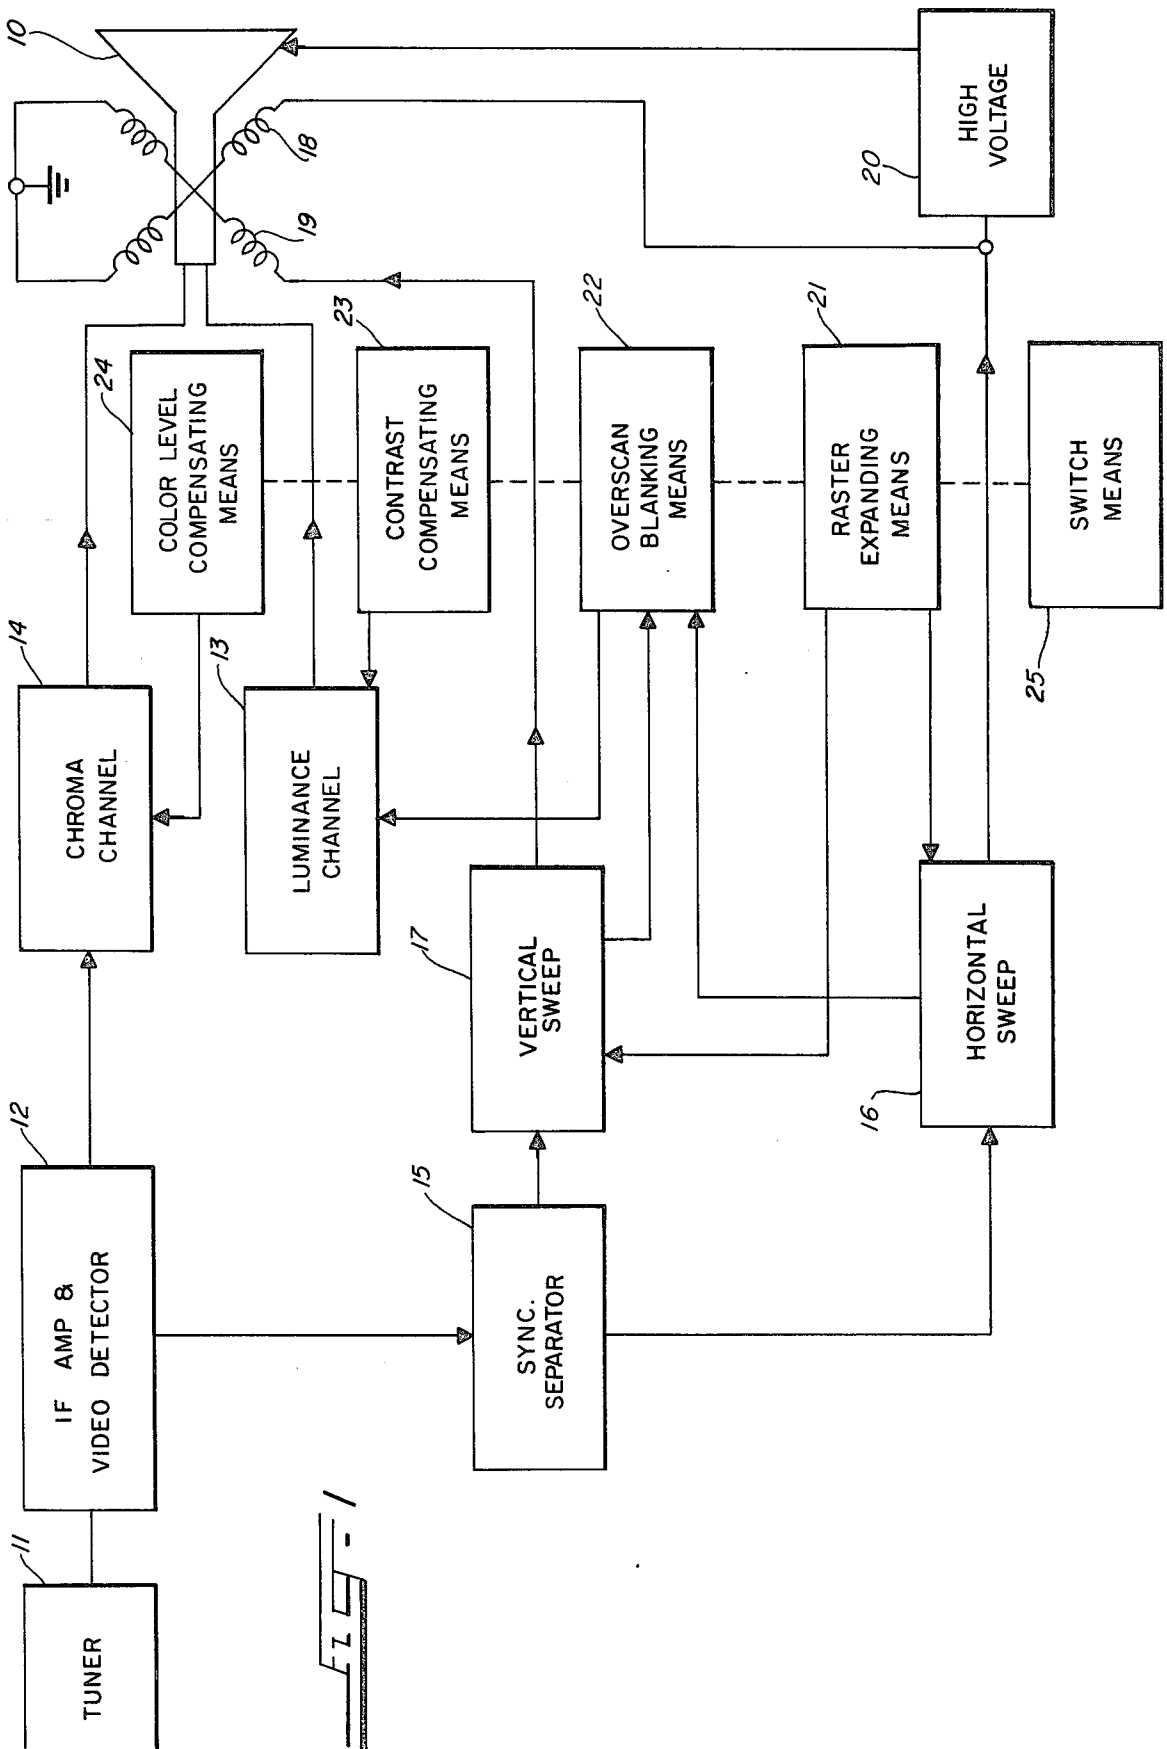 TUNER
11
IF AMP &
VIDEO DETECTOR
12
CHROMA
CHANNEL
14
COLOR LEVEL
COMPENSATING
MEANS
24
10
LUMINANCE
CHANNEL
13
CONTRAST
COMPENSATING
MEANS
23
19
18
SYNC.
SEPARATOR
15
VERTICAL
SWEEP
17
OVERSCAN
BLANKING
MEANS
22
RASTER
EXPANDING
MEANS
21
HORIZONTAL
SWEEP
16
SWITCH
MEANS
25
HIGH
VOLTAGE
20
FIG-1